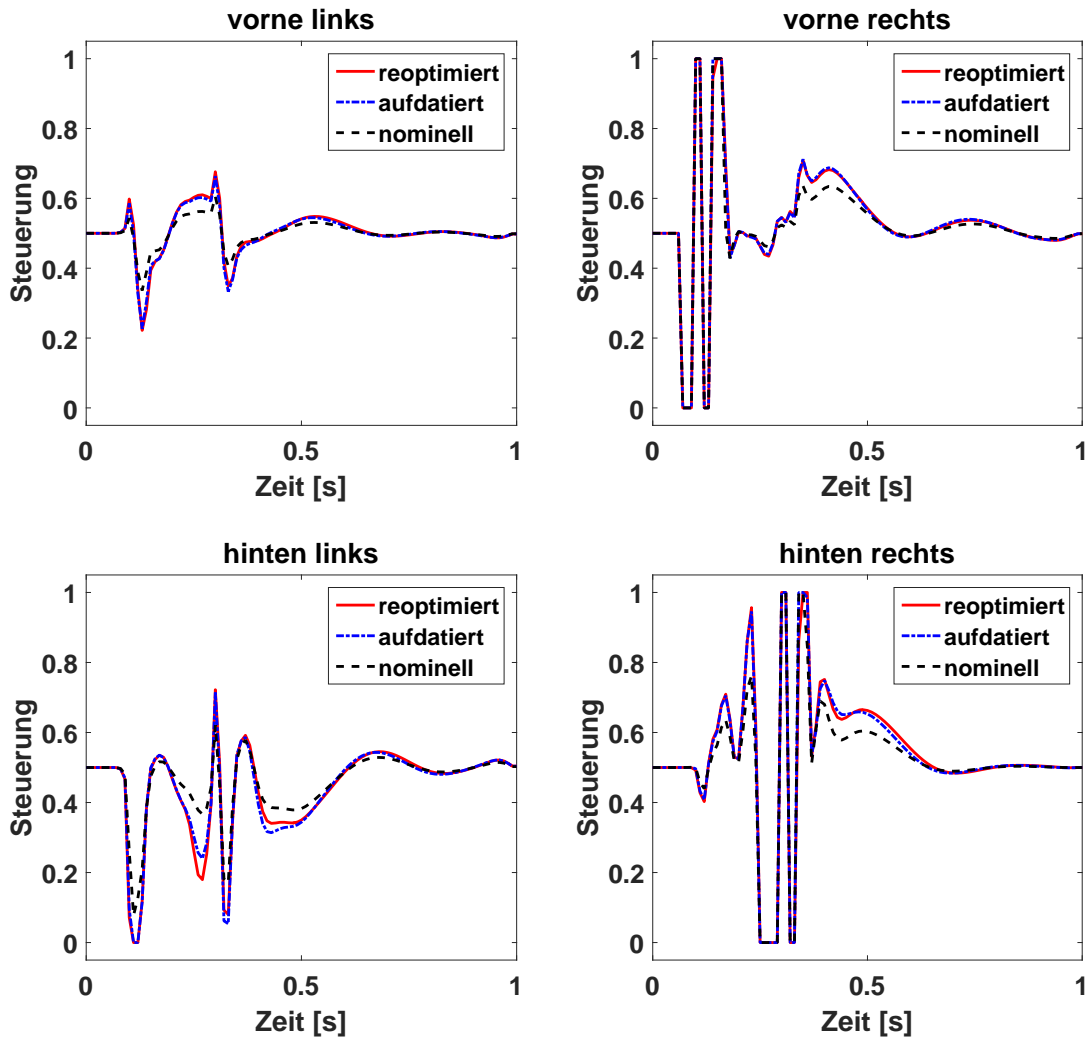 vorne links
1
0.8
0.6
0.4
0.2
0
Steuerung
reoptimiert
aufdatiert
nominell
0
0.5
1
Zeit [s]
vorne rechts
1
0.8
0.6
0.4
0.2
0
Steuerung
reoptimiert
aufdatiert
nominell
0
0.5
1
Zeit [s]
hinten links
1
0.8
0.6
0.4
0.2
0
Steuerung
reoptimiert
aufdatiert
nominell
0
0.5
1
Zeit [s]
hinten rechts
1
0.8
0.6
0.4
0.2
0
Steuerung
reoptimiert
aufdatiert
nominell
0
0.5
1
Zeit [s]